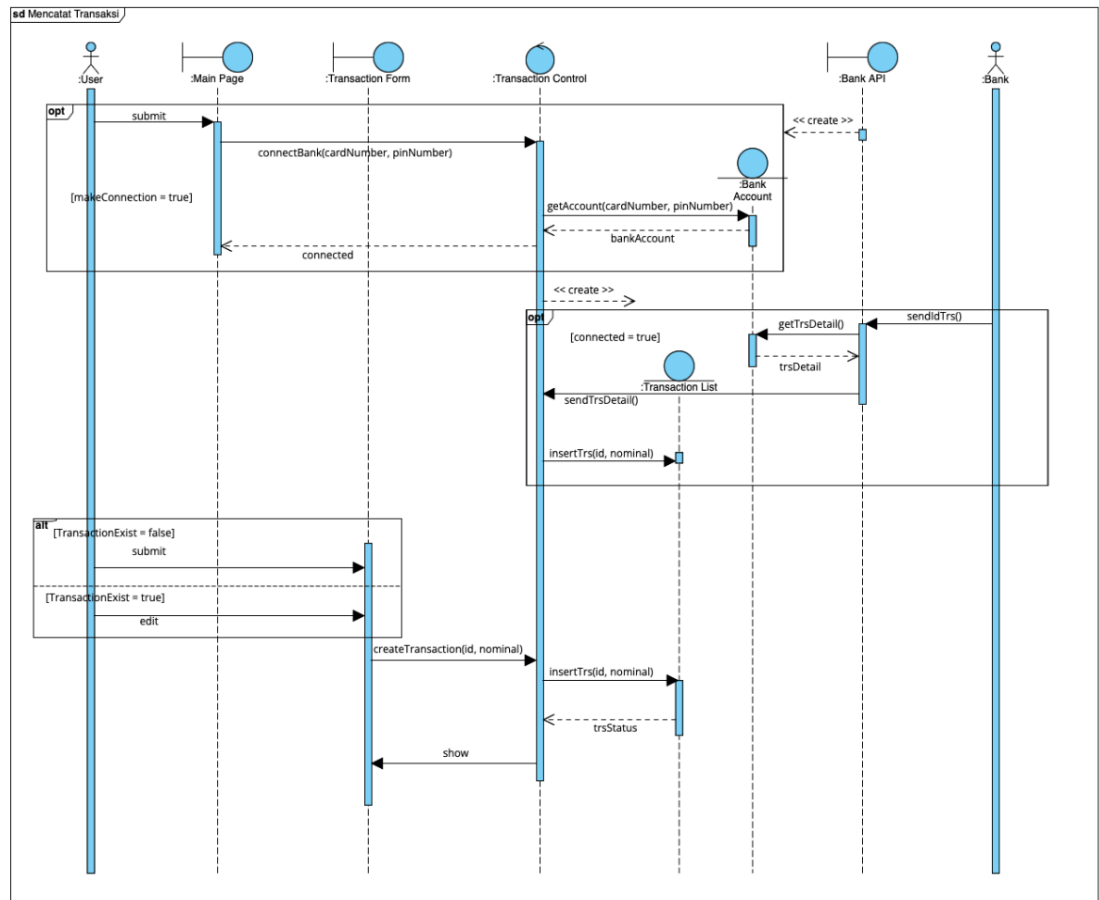 sd Mencatat Transaksi
:User
:Main Page
:Transaction Form
:Transaction Control
:Bank API
:Bank
opt
submit
<< create >>
connectBank(cardNumber, pinNumber)
:Bank
Account
[makeConnection = true]
getAccount(cardNumber, pinNumber)
bankAccount
connected
<< create >>
opt
sendIdTrs()
getTrsDetail()
[connected = true]
trsDetail
:Transaction List
sendTrsDetail()
insertTrs(id, nominal)
alt
[TransactionExist = false]
submit
[TransactionExist = true]
edit
createTransaction(id, nominal)
insertTrs(id, nominal)
trsStatus
show